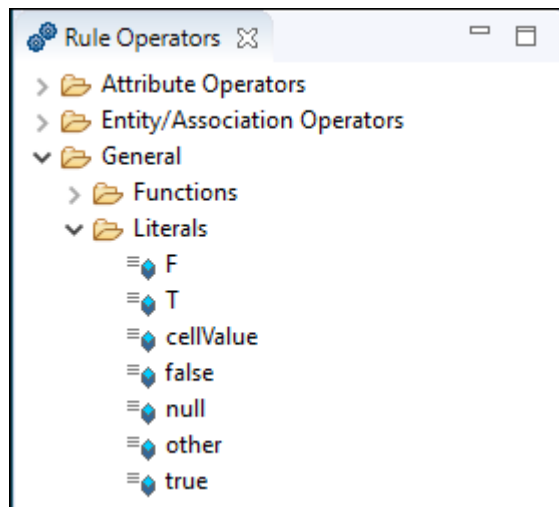 Rule Operators
Attribute Operators
Entity/Association Operators
General
Functions
Literals
F
T
cellValue
false
null
other
true